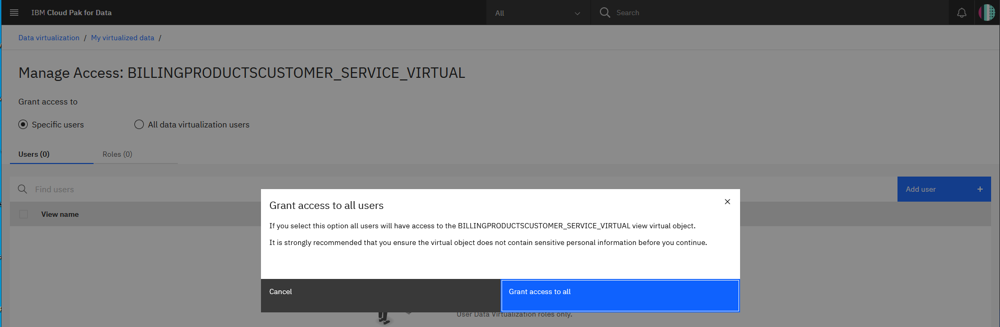 IBM Cloud Pak for Data
All
Search
Data virtualization / My virtualized data /
Manage Access: BILLINGPRODUCTSCUSTOMER_SERVICE_VIRTUAL
Grant access to
Specific users
All data virtualization users
Users (0)
Roles (0)
Find users
Add user +
View name
Grant access to all users
If you select this option all users will have access to the BILLINGPRODUCTSCUSTOMER_SERVICE_VIRTUAL view virtual object.
It is strongly recommended that you ensure the virtual object does not contain sensitive personal information before you continue.
Cancel
Grant access to all
User Data Virtualization roles only.